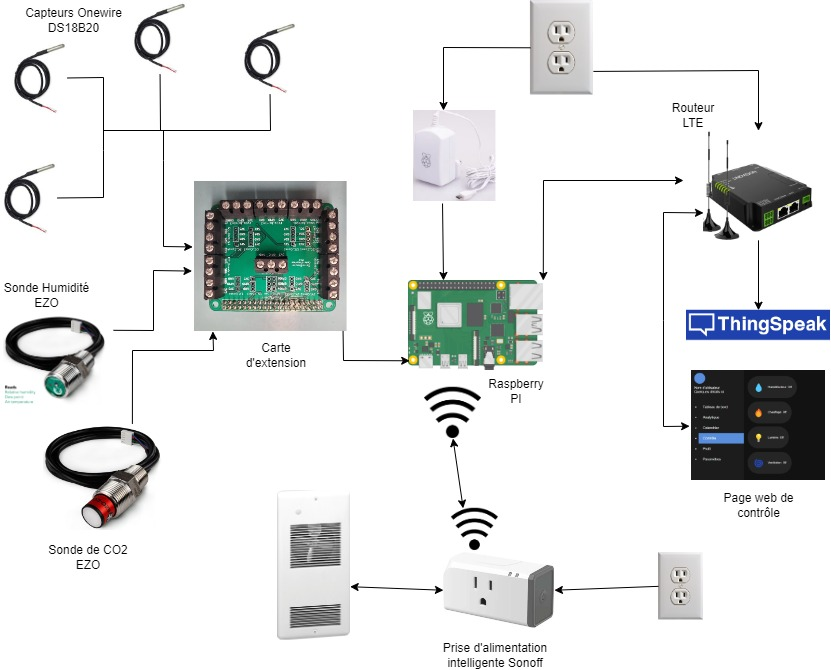 Capteurs Onewire
DS18B20
Routeur
LTE
Sonde Humidité
EZO
Carte
d'extension
Raspberry
PI
ThingSpeak
Page web de
contrôle
Sonde de CO2
EZO
Prise d'alimentation
intelligente Sonoff